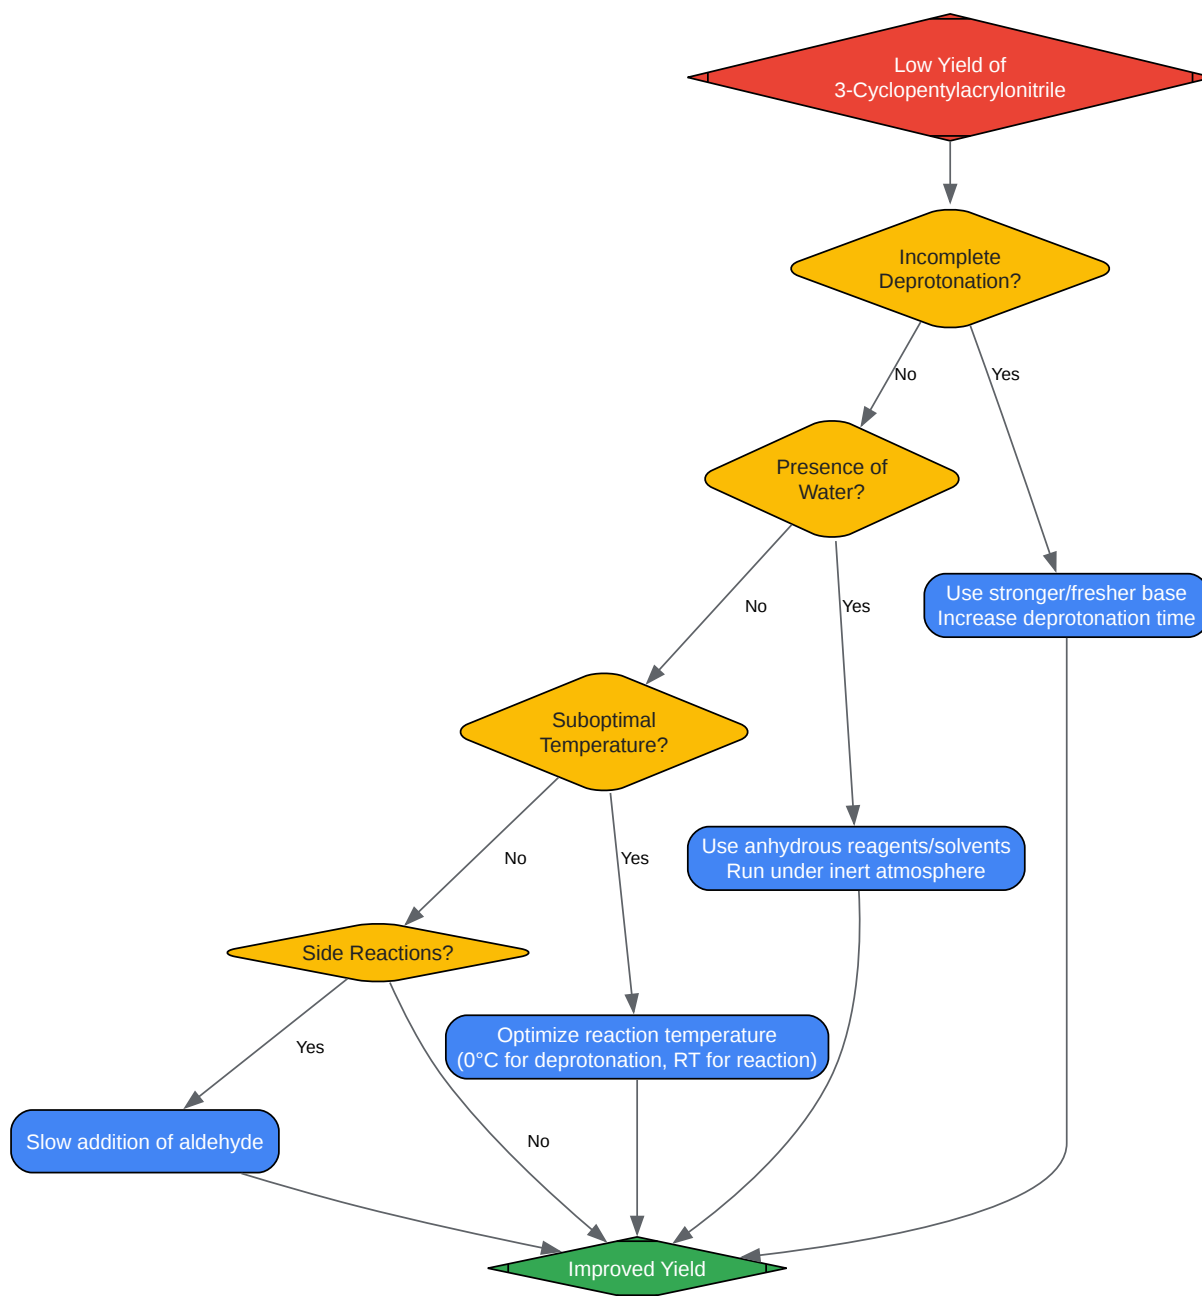 Low Yield of
3-Cyclopentylacrylonitrile
Incomplete
Deprotonation?
No
Yes
Presence of
Water?
Use stronger/fresher base
Increase deprotonation time
No
Yes
Suboptimal
Temperature?
Use anhydrous reagents/solvents
Run under inert atmosphere
No
Yes
Side Reactions?
Optimize reaction temperature
(0°C for deprotonation, RT for reaction)
Yes
No
Slow addition of aldehyde
Improved Yield